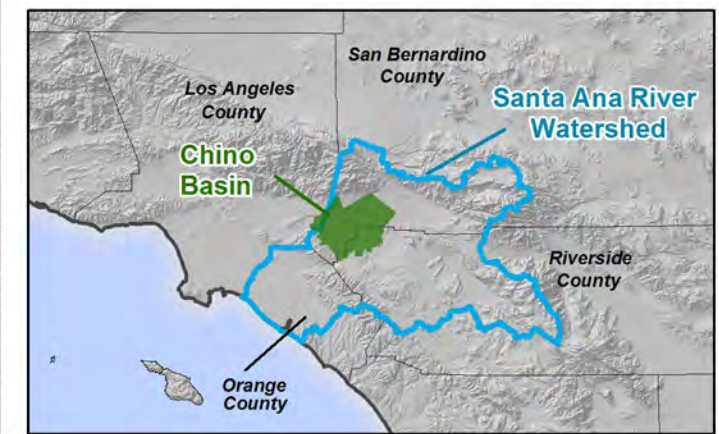 San Bernardino
County
Los Angeles
County
Santa Ana River
Watershed
Chino
Basin
Riverside
County
Orange
County